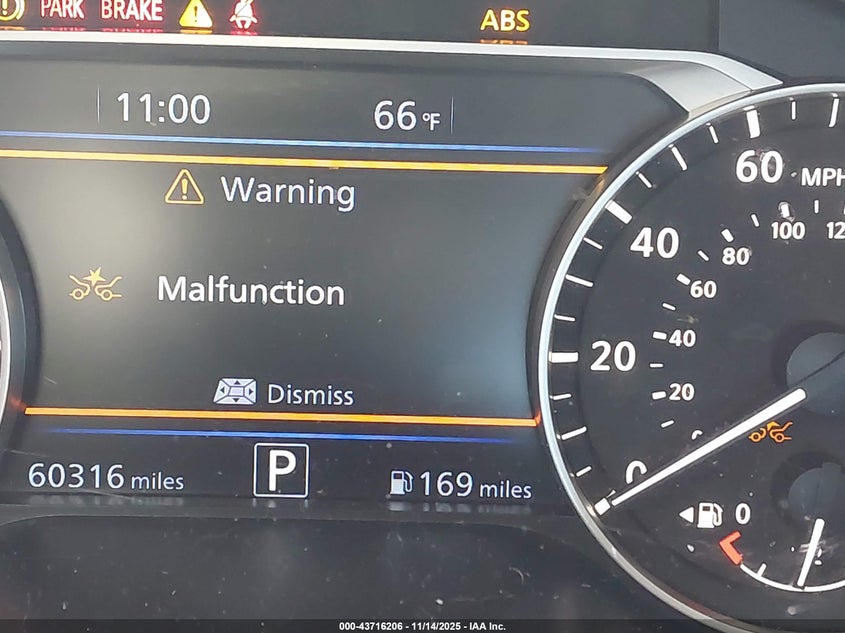 PARK BRAKE
ABS
11:00 66°F
Warning
Malfunction
Dismiss
60316 miles P 169 miles
60 MPH
40
20
0
100
80
60
40
20
0
000-43716206 - 11/14/2025 - IAA Inc.